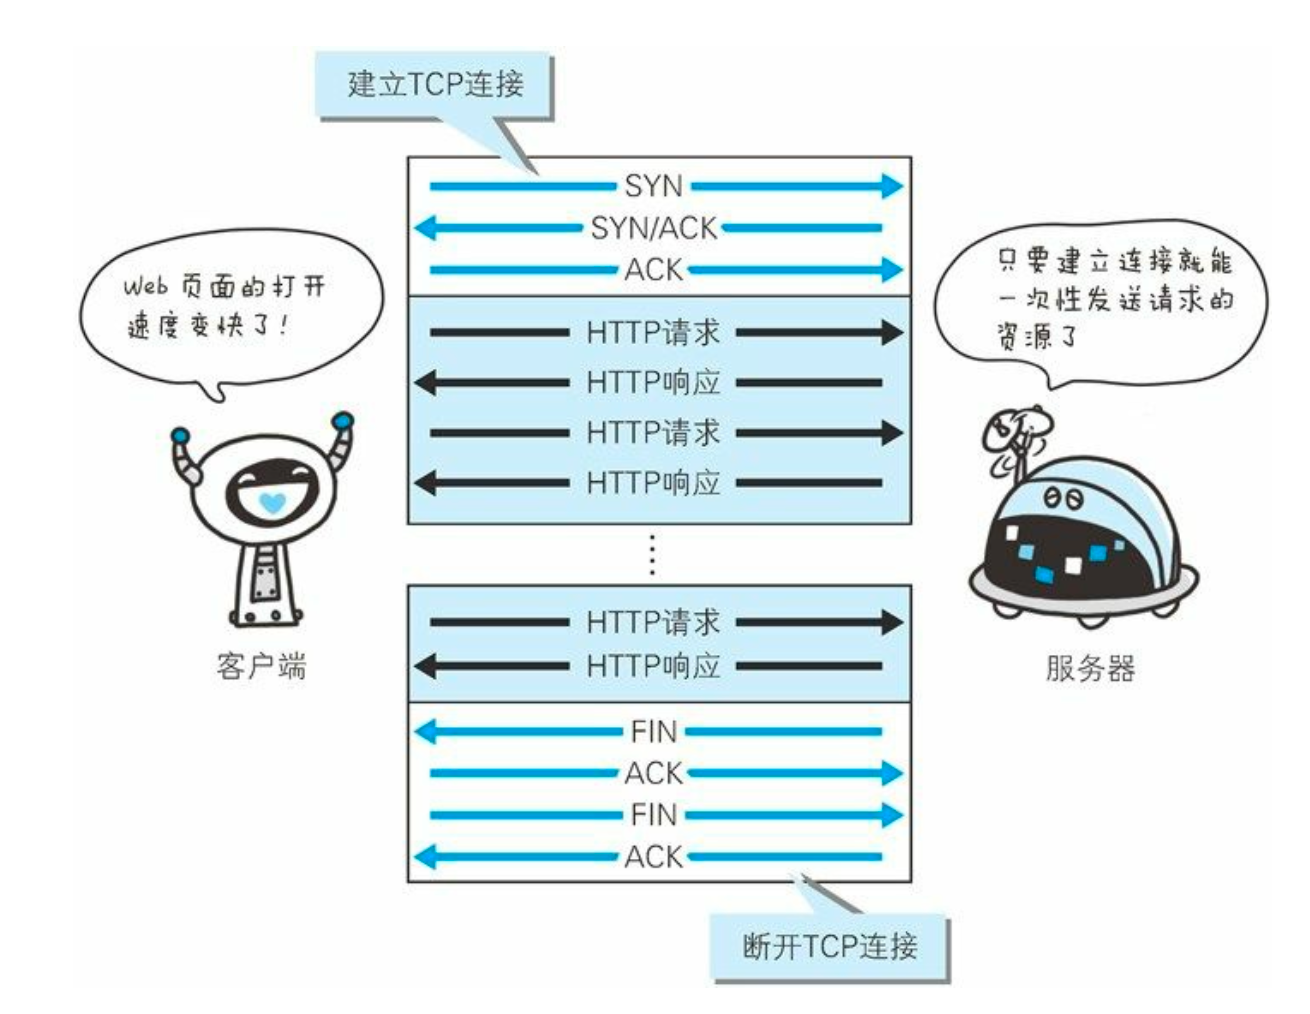 建立TCP连接
SYN
SYN/ACK
ACK
Web 页面的打开
速度变快了!
只要建立连接就能
一次性发送请求的
资源了
HTTP请求
HTTP响应
HTTP请求
HTTP响应
HTTP请求
HTTP响应
客户端
服务器
FIN
ACK
FIN
ACK
断开TCP连接